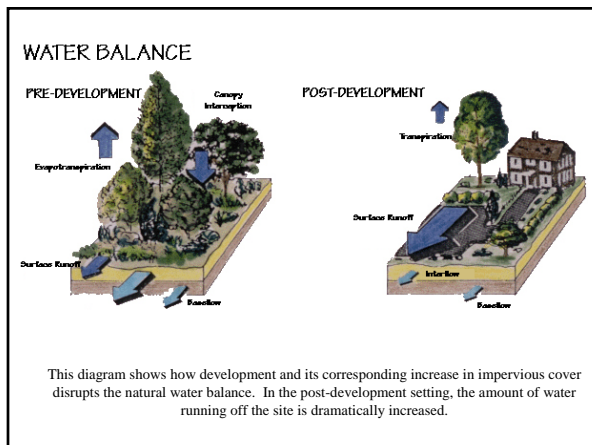 WATER BALANCE
PRE-DEVELOPMENT
Canopy
Interception
Evapotranspiration
Surface Runoff
Baseflow
POST-DEVELOPMENT
Transpiration
Surface Runoff
Interflow
Baseflow
This diagram shows how development and its corresponding increase in impervious cover
disrupts the natural water balance. In the post-development setting, the amount of water
running off the site is dramatically increased.